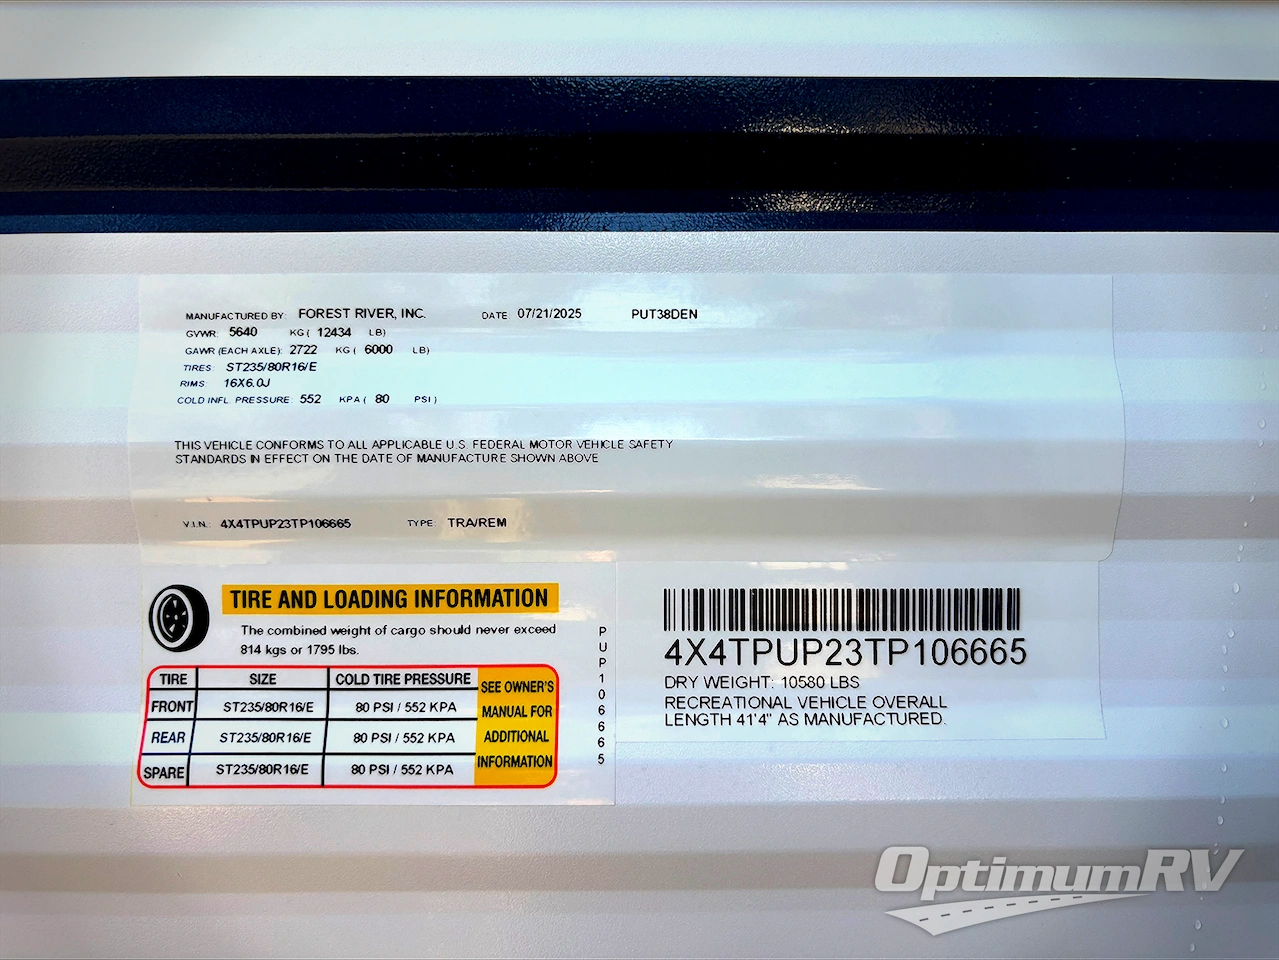 MANUFACTURED BY: FOREST RIVER, INC. DATE 07/21/2025 PUT38DEN
GVWR: 5640 KG( 12434 LB)
GAWR (EACH AXLE): 2722 KG( 6000 LB)
TIRES: ST235/80R16/E
RIMS: 16X6.0J
COLD INFL. PRESSURE: 552 KPA( 80 PSI)
THIS VEHICLE CONFORMS TO ALL APPLICABLE U.S. FEDERAL MOTOR VEHICLE SAFETY
STANDARDS IN EFFECT ON THE DATE OF MANUFACTURE SHOWN ABOVE
V.I.N.: 4X4TPUP23TP106665 TYPE: TRA/REM
TIRE AND LOADING INFORMATION
The combined weight of cargo should never exceed
814 kgs or 1795 lbs.
TIRE SIZE COLD TIRE PRESSURE
FRONT ST235/80R16/E 80 PSI / 552 KPA
REAR ST235/80R16/E 80 PSI / 552 KPA
SPARE ST235/80R16/E 80 PSI / 552 KPA
SEE OWNER'S
MANUAL FOR
ADDITIONAL
INFORMATION
PUP106665
4X4TPUP23TP106665
DRY WEIGHT: 10580 LBS
RECREATIONAL VEHICLE OVERALL
LENGTH 41'4" AS MANUFACTURED.
OptimumRV